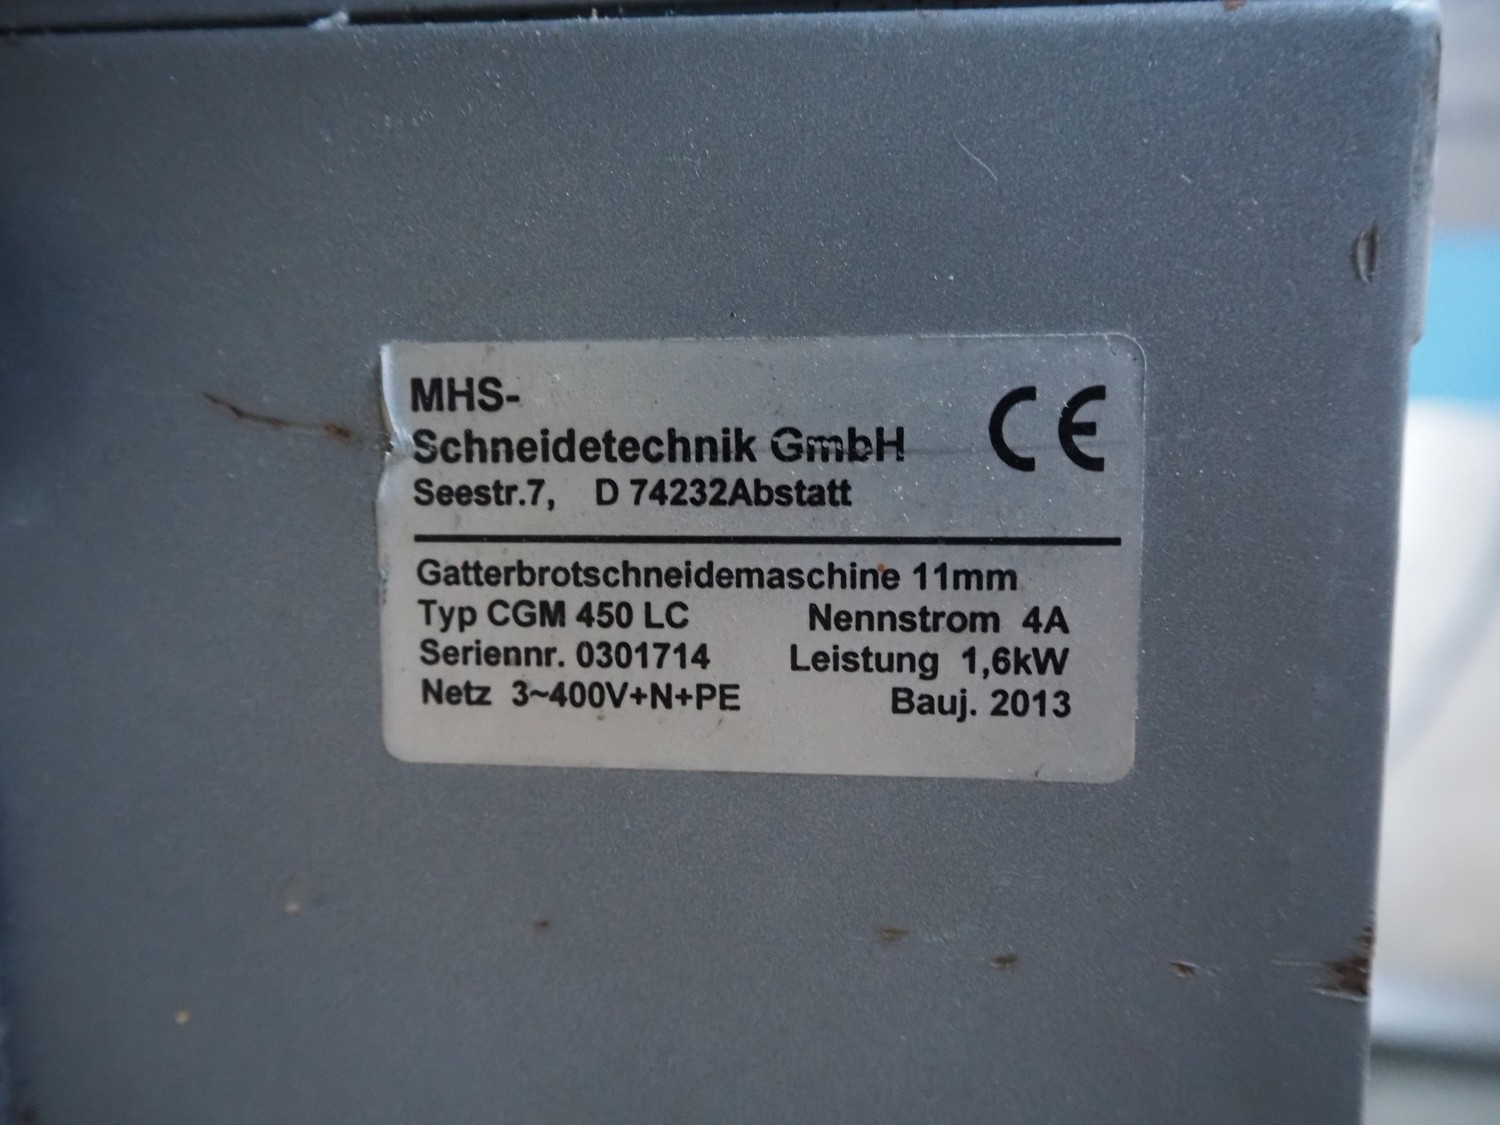 MHS-
Schneidetechnik GmbH
CE
Seestr.7, D 74232Abstatt
Gatterbrotschneidemaschine 11mm
Typ CGM 450 LC Nennstrom 4A
Seriennr. 0301714 Leistung 1,6kW
Netz 3~400V+N+PE Bauj. 2013